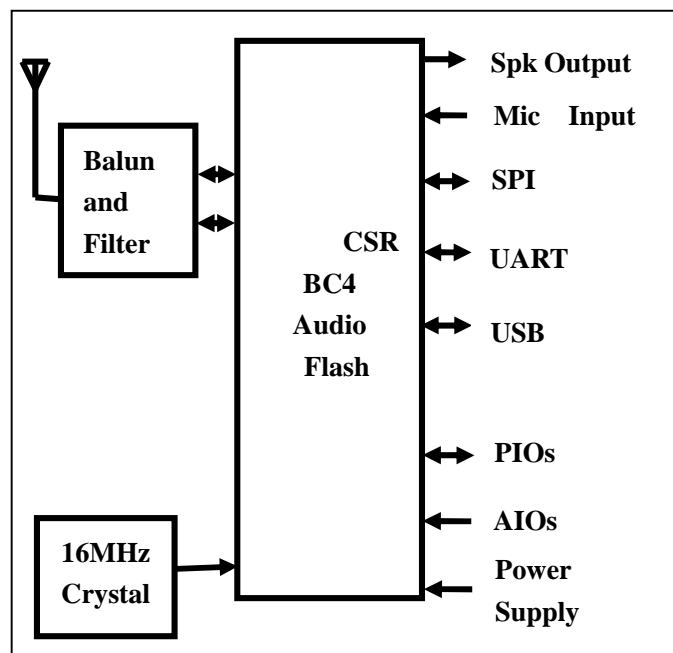 Spk Output
Mic Input
Balun
and
Filter
SPI
CSR
BC4
Audio
Flash
UART
USB
PIOs
AIOs
16MHz
Crystal
Power
Supply